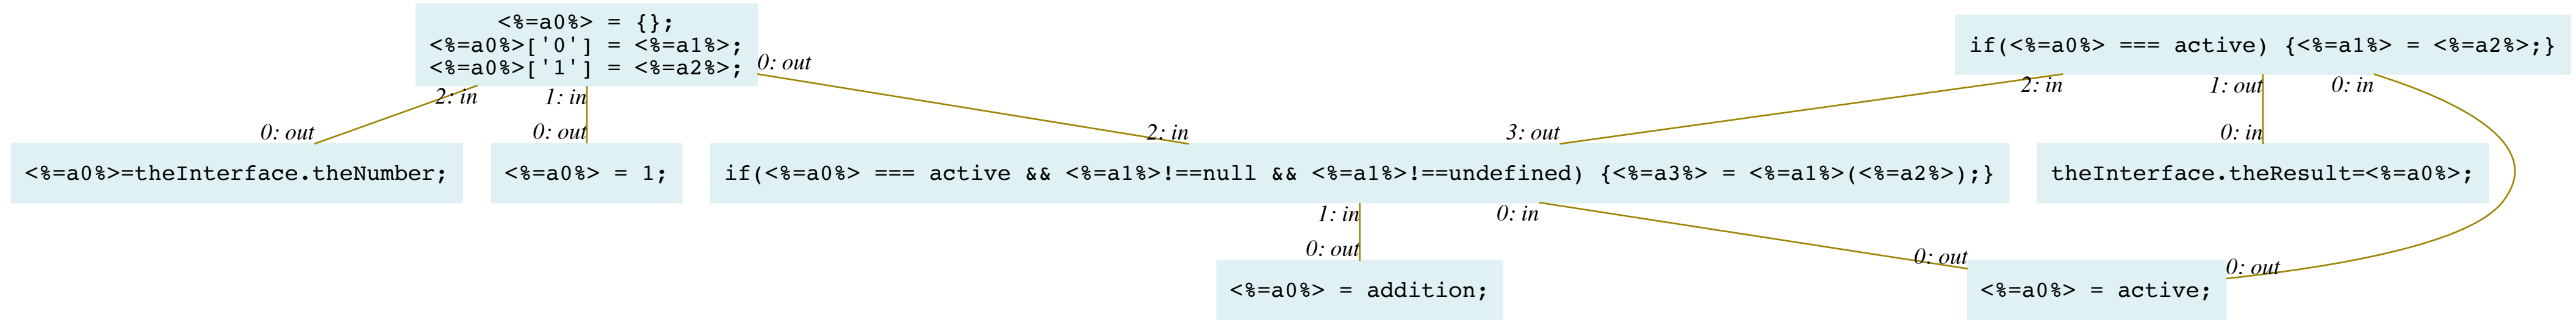 <%=a0%> = {};
<%=a0%>['0'] = <%=a1%>;
<%=a0%>['1'] = <%=a2%>;
if(<%=a0%> === active) {<%=a1%> = <%=a2%>;}
0: out
2: in
1: in
2: in
1: out
0: in
0: out
0: out
2: in
3: out
0: in
<%=a0%>=theInterface.theNumber;
<%=a0%> = 1;
if(<%=a0%> === active && <%=a1%>!==null && <%=a1%>!==undefined) {<%=a3%> = <%=a1%>(<%=a2%>);}
theInterface.theResult=<%=a0%>;
1: in
0: in
0: out
0: out
0: out
<%=a0%> = addition;
<%=a0%> = active;